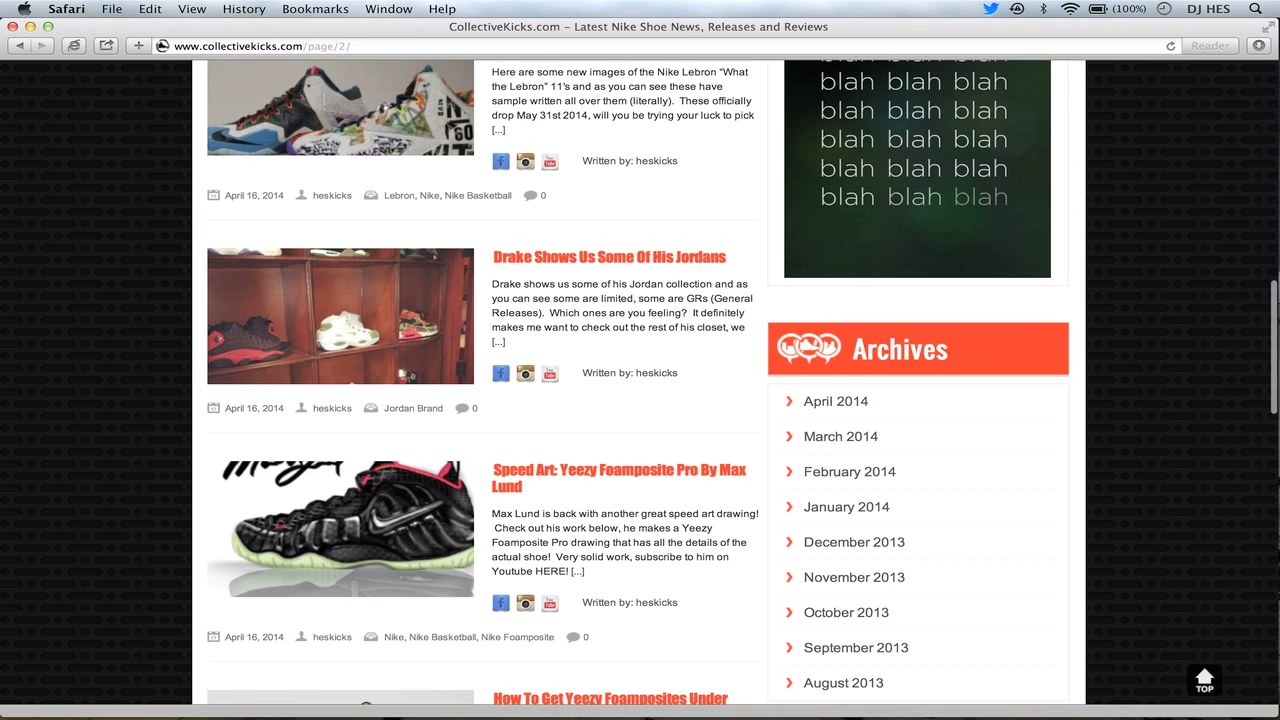 Safari File Edit View History Bookmarks Window Help (100%) DJ HES
CollectiveKicks.com – Latest Nike Shoe News, Releases and Reviews
www.collectivekicks.com/page/2/ Reader
Here are some new images of the Nike Lebron "What
the Lebron" 11's and as you can see these have
sample written all over them (literally). These officially
drop May 31st 2014, will you be trying your luck to pick
[...]
Written by: heskicks
April 16, 2014 heskicks Lebron, Nike, Nike Basketball 0
Drake Shows Us Some Of His Jordans
Drake shows us some of his Jordan collection and as
you can see some are limited, some are GRs (General
Releases). Which ones are you feeling? It definitely
makes me want to check out the rest of his closet, we
[...]
Written by: heskicks
April 16, 2014 heskicks Jordan Brand 0
Speed Art: Yeezy Foamposite Pro By Max
Lund
Max Lund is back with another great speed art drawing!
Check out his work below, he makes a Yeezy
Foamposite Pro drawing that has all the details of the
actual shoe! Very solid work, subscribe to him on
Youtube HERE! [...]
Written by: heskicks
April 16, 2014 heskicks Nike, Nike Basketball, Nike Foamposite 0
How To Get Yeezy Foamposites Under
blah blah blah
blah blah blah
blah blah blah
blah blah blah
blah blah blah
blah blah blah
Archives
April 2014
March 2014
February 2014
January 2014
December 2013
November 2013
October 2013
September 2013
August 2013
TOP